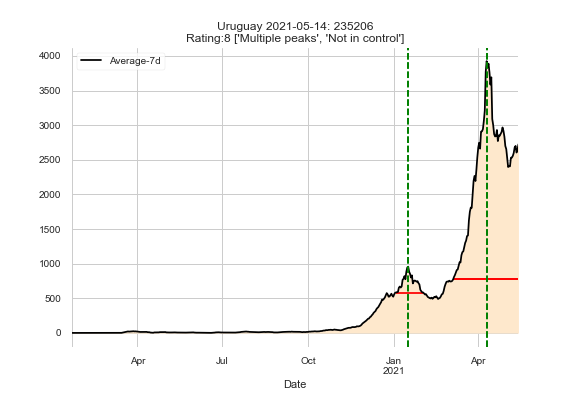 Uruguay 2021-05-14: 235206
Rating:8 ['Multiple peaks', 'Not in control']
Average-7d
4000
3500
3000
2500
2000
1500
1000
500
0
Apr
Jul
Oct
Jan
2021
Apr
Date